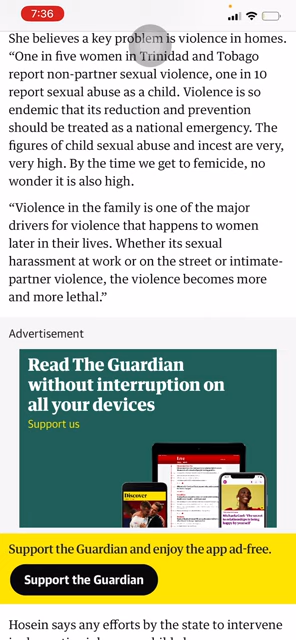 7:36
She believes a key problem is violence in homes.
“One in five women in Trinidad and Tobago
report non-partner sexual violence, one in 10
report sexual abuse as a child. Violence is so
endemic that its reduction and prevention
should be treated as a national emergency. The
figures of child sexual abuse and incest are very,
very high. By the time we get to femicide, no
wonder it is also high.
“Violence in the family is one of the major
drivers for violence that happens to women
later in their lives. Whether its sexual
harassment at work or on the street or intimate-
partner violence, the violence becomes more
and more lethal.”
Advertisement
Read The Guardian
without interruption on
all your devices
Support us
Discover
Live
Support the Guardian and enjoy the app ad-free.
Support the Guardian
Hosein says any efforts by the state to intervene